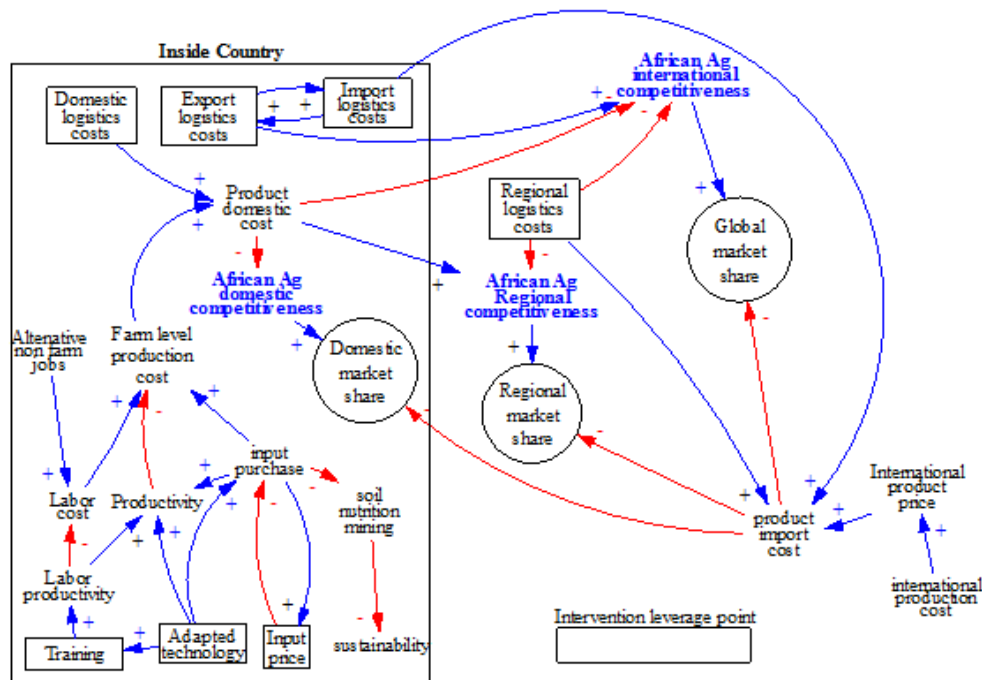 Inside Country
Domestic
logistics
costs
Export
logistics
costs
Import
logistics
costs
African Ag
international
competitiveness
Product
domestic
cost
Regional
logistics
costs
Global
market
share
African Ag
domestic
competitiveness
African Ag
Regional
competitiveness
Altenative
non farm
jobs
Farm level
production
cost
Domestic
market
share
Regional
market
share
input
purchase
Labor
cost
Productivity
soil
nutrition
mining
International
product
price
product
import
cost
Labor
productivity
international
production
cost
Training
Adapted
technology
Input
price
sustainability
Intervention leverage point